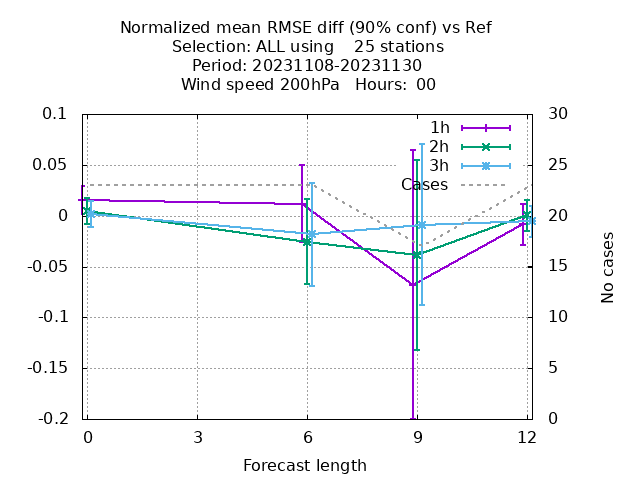 Normalized mean RMSE diff (90% conf) vs Ref
Selection: ALL using    25 stations
Period: 20231108-20231130
Wind speed 200hPa   Hours:  00
0.1
0.05
0
-0.05
-0.1
-0.15
-0.2
30
25
20
15
10
5
0
1h
2h
3h
Cases
No cases
0
3
6
9
12
Forecast length